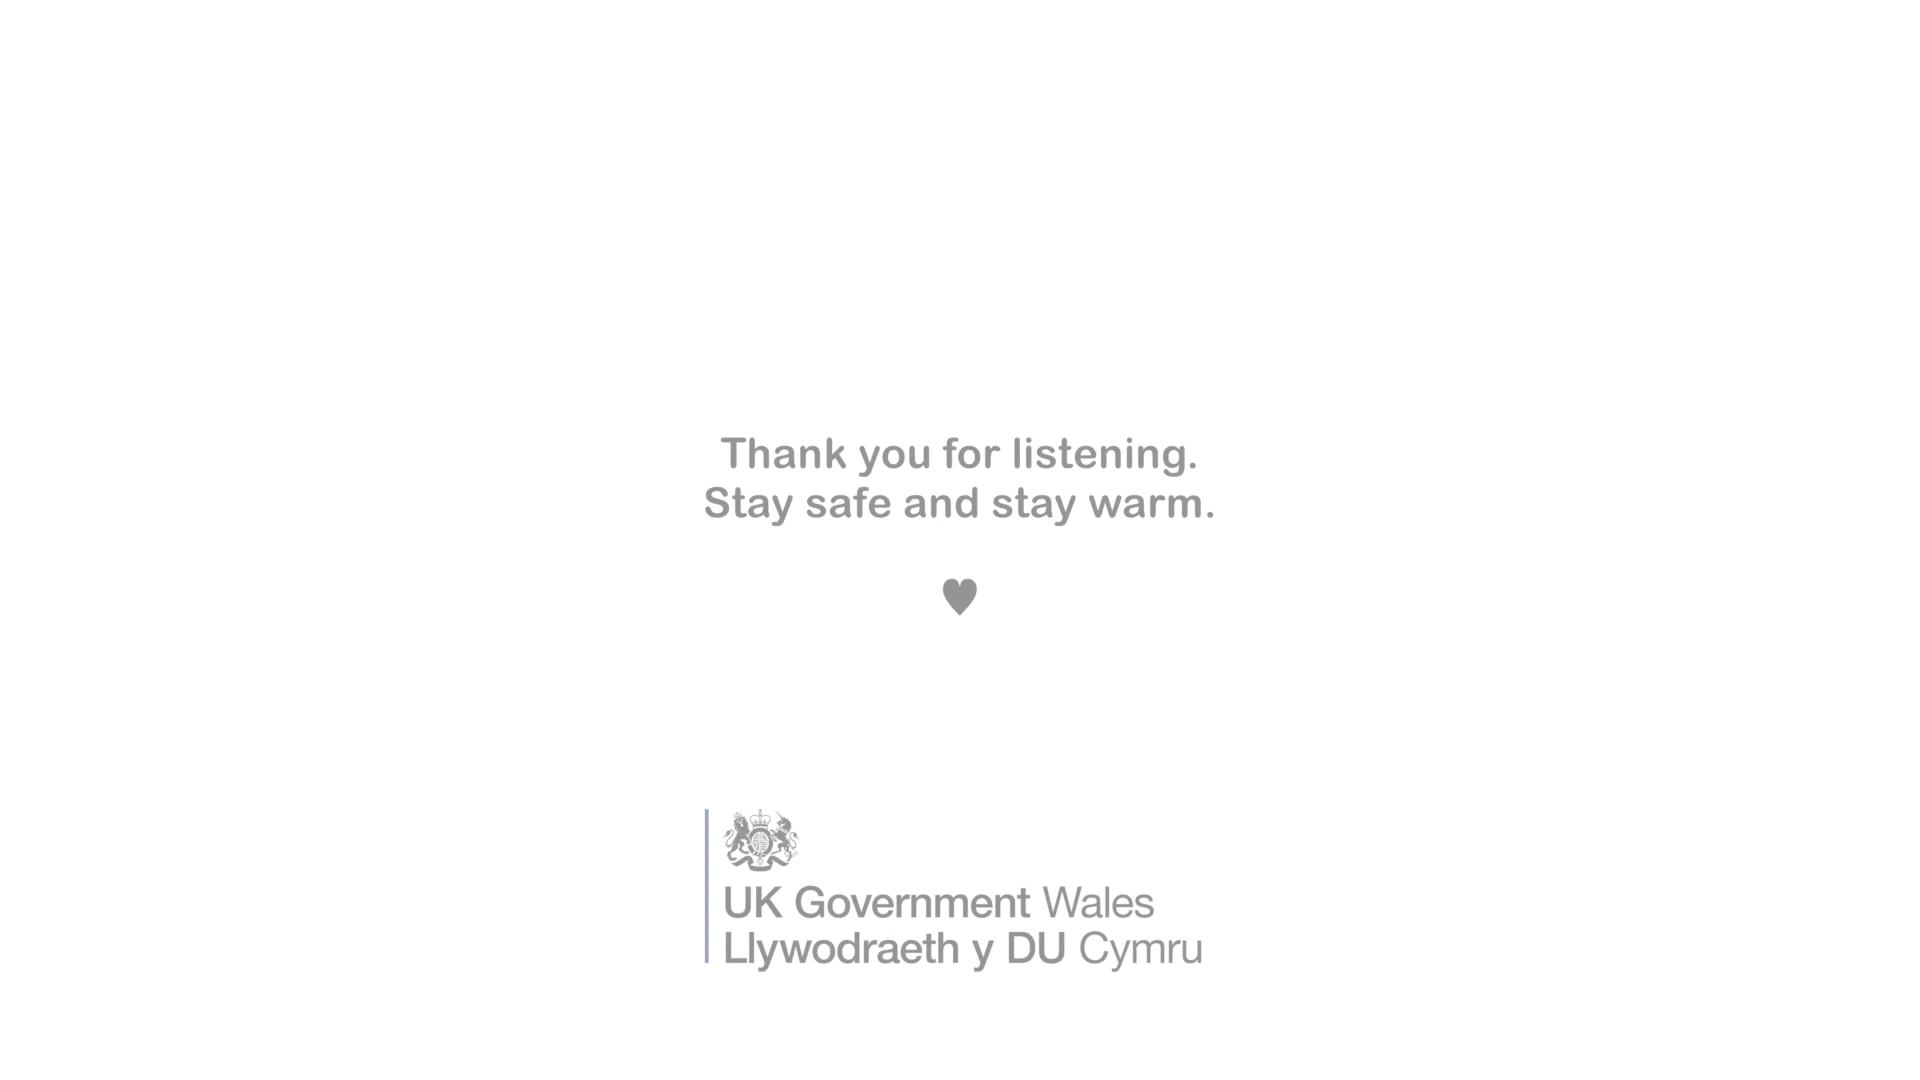 Thank you for listening.
Stay safe and stay warm.
UK Government Wales
Llywodraeth y DU Cymru